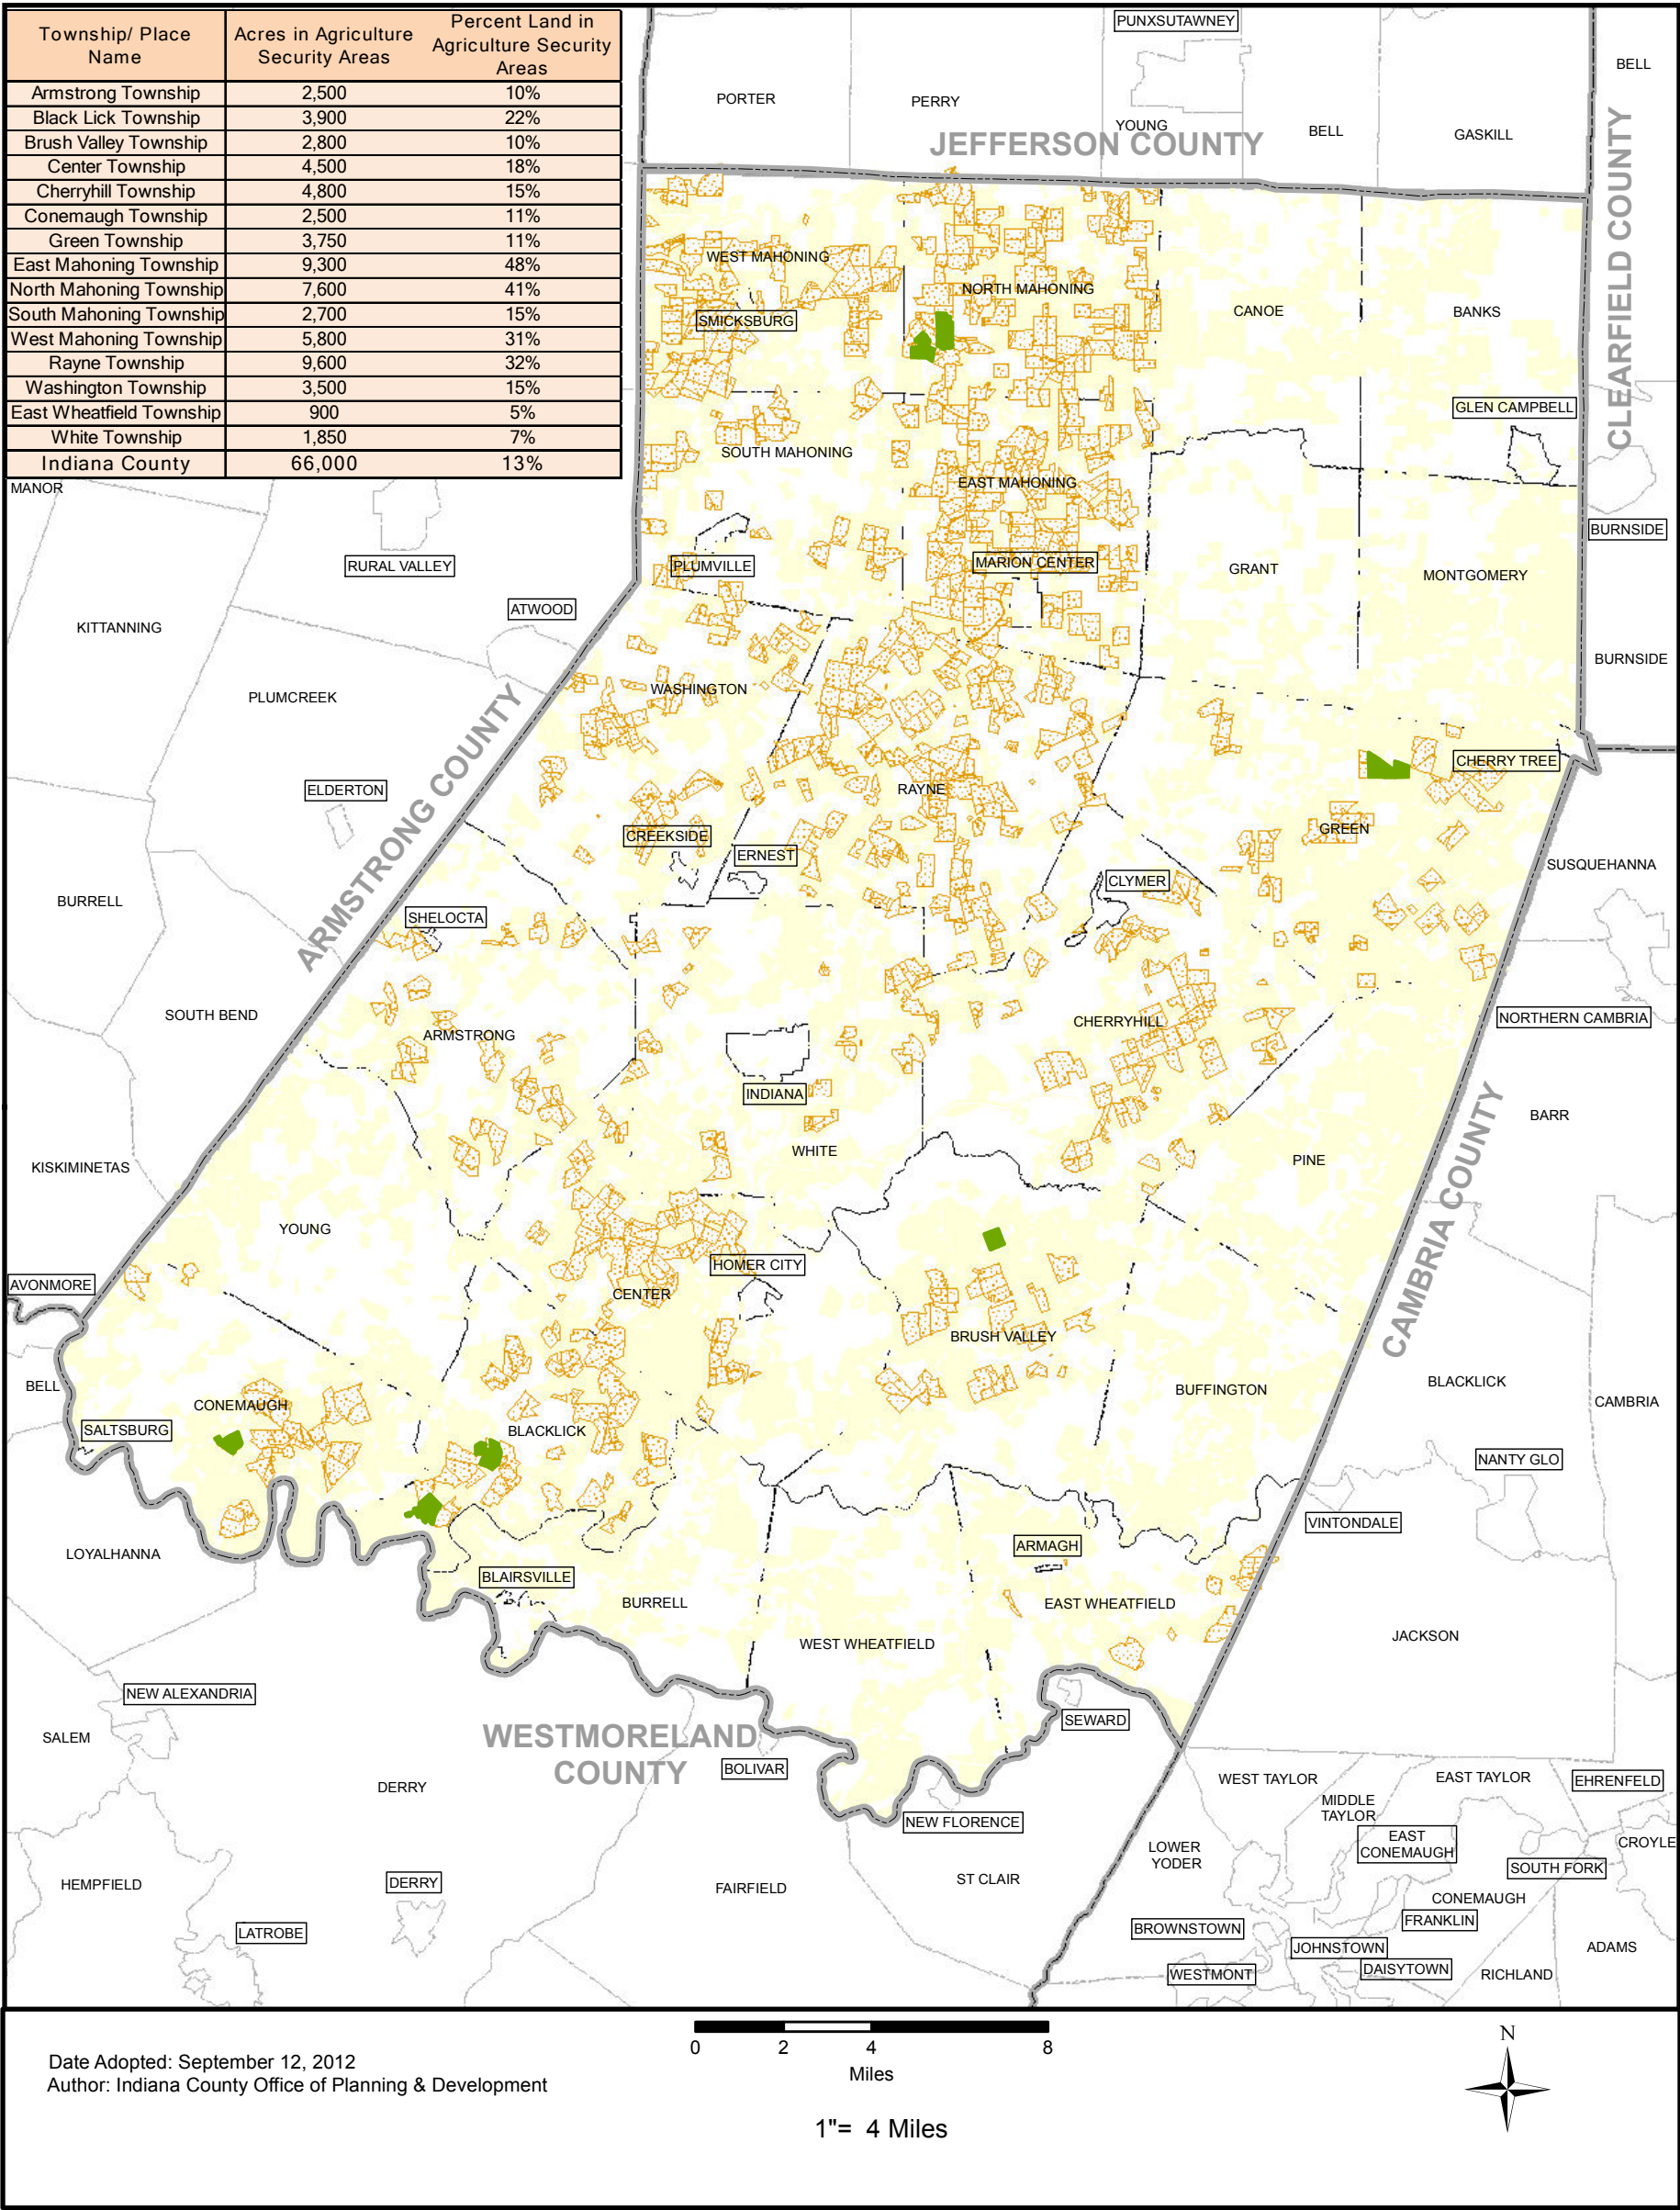 Township/ Place Name
Acres in Agriculture Security Areas
Percent Land in Agriculture Security Areas
Armstrong Township 2,500 10%
Black Lick Township 3,900 22%
Brush Valley Township 2,800 10%
Center Township 4,500 18%
Cherryhill Township 4,800 15%
Conemaugh Township 2,500 11%
Green Township 3,750 11%
East Mahoning Township 9,300 48%
North Mahoning Township 7,600 41%
South Mahoning Township 2,700 15%
West Mahoning Township 5,800 31%
Rayne Township 9,600 32%
Washington Township 3,500 15%
East Wheatfield Township 900 5%
White Township 1,850 7%
Indiana County 66,000 13%
PUNXSUTAWNEY
BELL
PORTER
PERRY
YOUNG
BELL
GASKILL
JEFFERSON COUNTY
CLEARFIELD COUNTY
WEST MAHONING
NORTH MAHONING
SMICKSBURG
CANOE
BANKS
GLEN CAMPBELL
SOUTH MAHONING
EAST MAHONING
MANOR
BURNSIDE
RURAL VALLEY
PLUMVILLE
MARION CENTER
GRANT
MONTGOMERY
ATWOOD
KITTANNING
BURNSIDE
PLUMCREEK
WASHINGTON
ARMSTRONG COUNTY
CHERRY TREE
ELDERTON
RAYNE
GREEN
CREEKSIDE
ERNEST
SUSQUEHANNA
CLYMER
BURRELL
SHELOCTA
SOUTH BEND
ARMSTRONG
CHERRYHILL
NORTHERN CAMBRIA
INDIANA
BARR
WHITE
PINE
KISKIMINETAS
CAMBRIA COUNTY
YOUNG
HOMER CITY
AVONMORE
CENTER
BRUSH VALLEY
BELL
BUFFINGTON
BLACKLICK
CAMBRIA
CONEMAUGH
SALTSBURG
BLACKLICK
NANTY GLO
VINTONDALE
LOYALHANNA
ARMAGH
BLAIRSVILLE
BURRELL
EAST WHEATFIELD
WEST WHEATFIELD
JACKSON
NEW ALEXANDRIA
SEWARD
SALEM
WESTMORELAND
COUNTY
BOLIVAR
DERRY
WEST TAYLOR
EAST TAYLOR
EHRENFELD
MIDDLE
TAYLOR
NEW FLORENCE
EAST
CONEMAUGH
CROYLE
LOWER
YODER
SOUTH FORK
HEMPFIELD
DERRY
FAIRFIELD
ST CLAIR
CONEMAUGH
FRANKLIN
BROWNSTOWN
LATROBE
JOHNSTOWN
ADAMS
DAISYTOWN
WESTMONT
RICHLAND
0 2 4 8
Miles
1"= 4 Miles
N
Date Adopted: September 12, 2012
Author: Indiana County Office of Planning & Development